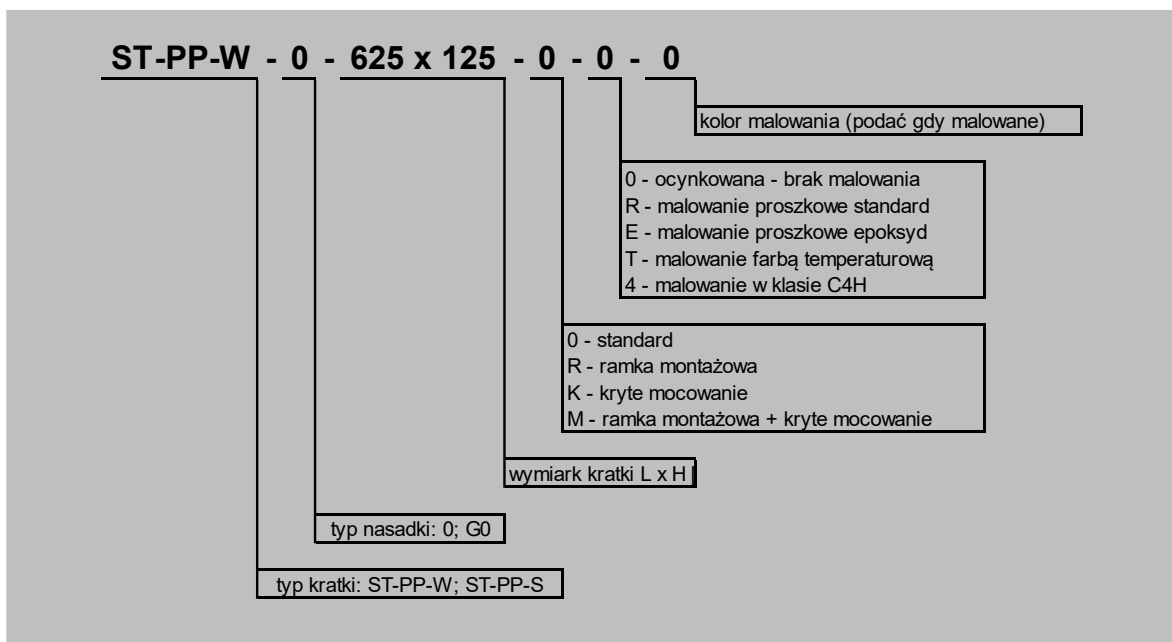 ST-PP-W - 0 - 625 x 125 - 0 - 0 - 0
kolor malowania (podać gdy malowane)
0 - ocynkowana - brak malowania
R - malowanie proszkowe standard
E - malowanie proszkowe epoksyd
T - malowanie farbą temperaturową
4 - malowanie w klasie C4H
0 - standard
R - ramka montażowa
K - kryte mocowanie
M - ramka montażowa + kryte mocowanie
wymiark kratki L x H
typ nasadki: 0; G0
typ kratki: ST-PP-W; ST-PP-S